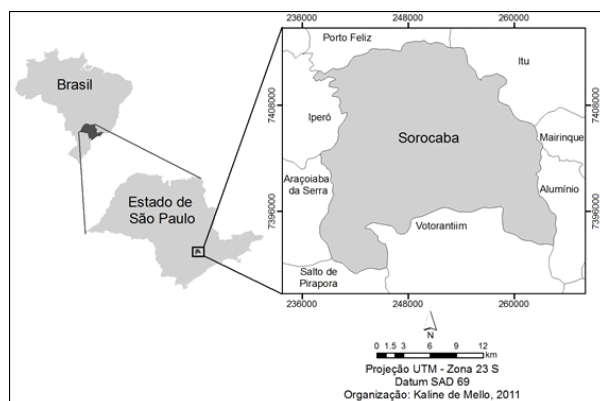 236000
248000
260000
Porto Feliz
Itu
Brasil
7408000
7408000
Iperó
Sorocaba
Mairinque
Araçoiaba
da Serra
Alumínio
Estado de
São Paulo
7396000
7396000
Votorantiim
Salto de
Pirapora
236000
248000
260000
N
0 1.5 3 6 9 12
km
Projeção UTM - Zona 23 S
Datum SAD 69
Organização: Kaline de Mello, 2011